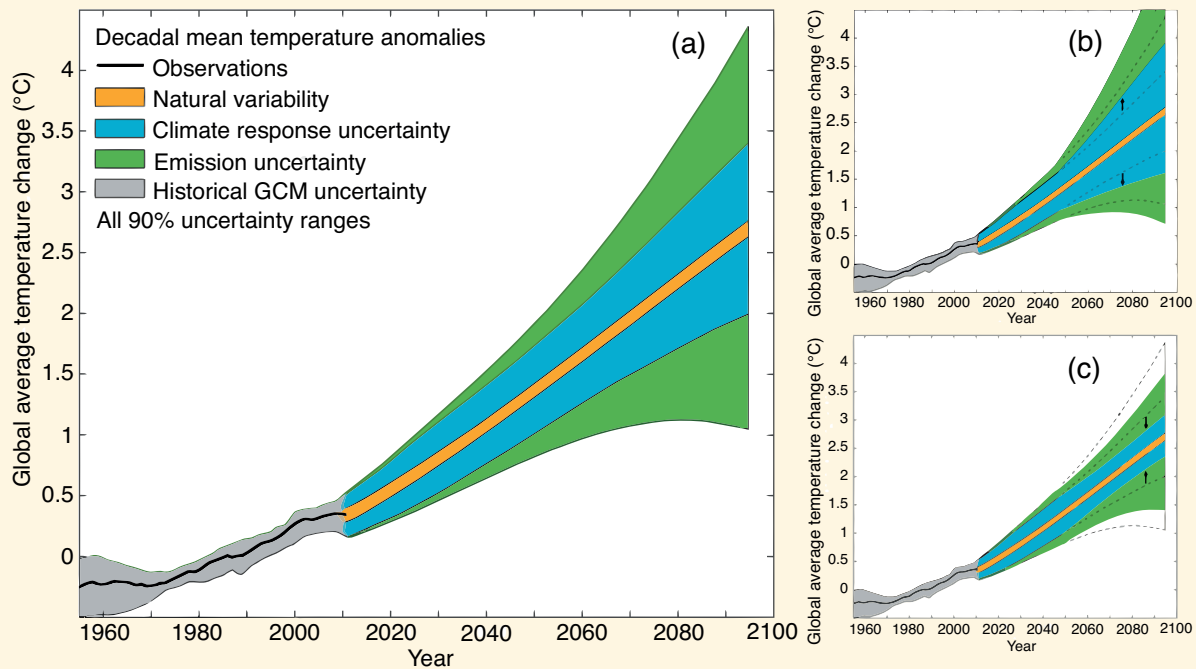 Decadal mean temperature anomalies
Observations
Natural variability
Climate response uncertainty
Emission uncertainty
Historical GCM uncertainty
All 90% uncertainty ranges
(a)
Global average temperature change (°C)
4
3.5
3
2.5
2
1.5
1
0.5
0
1960 1980 2000 2020 2040 2060 2080 2100
Year
(b)
Global average temperature change (°C)
4
3.5
3
2.5
2
1.5
1
0.5
0
1960 1980 2000 2020 2040 2060 2080 2100
Year
(c)
Global average temperature change (°C)
4
3.5
3
2.5
2
1.5
1
0.5
0
1960 1980 2000 2020 2040 2060 2080 2100
Year